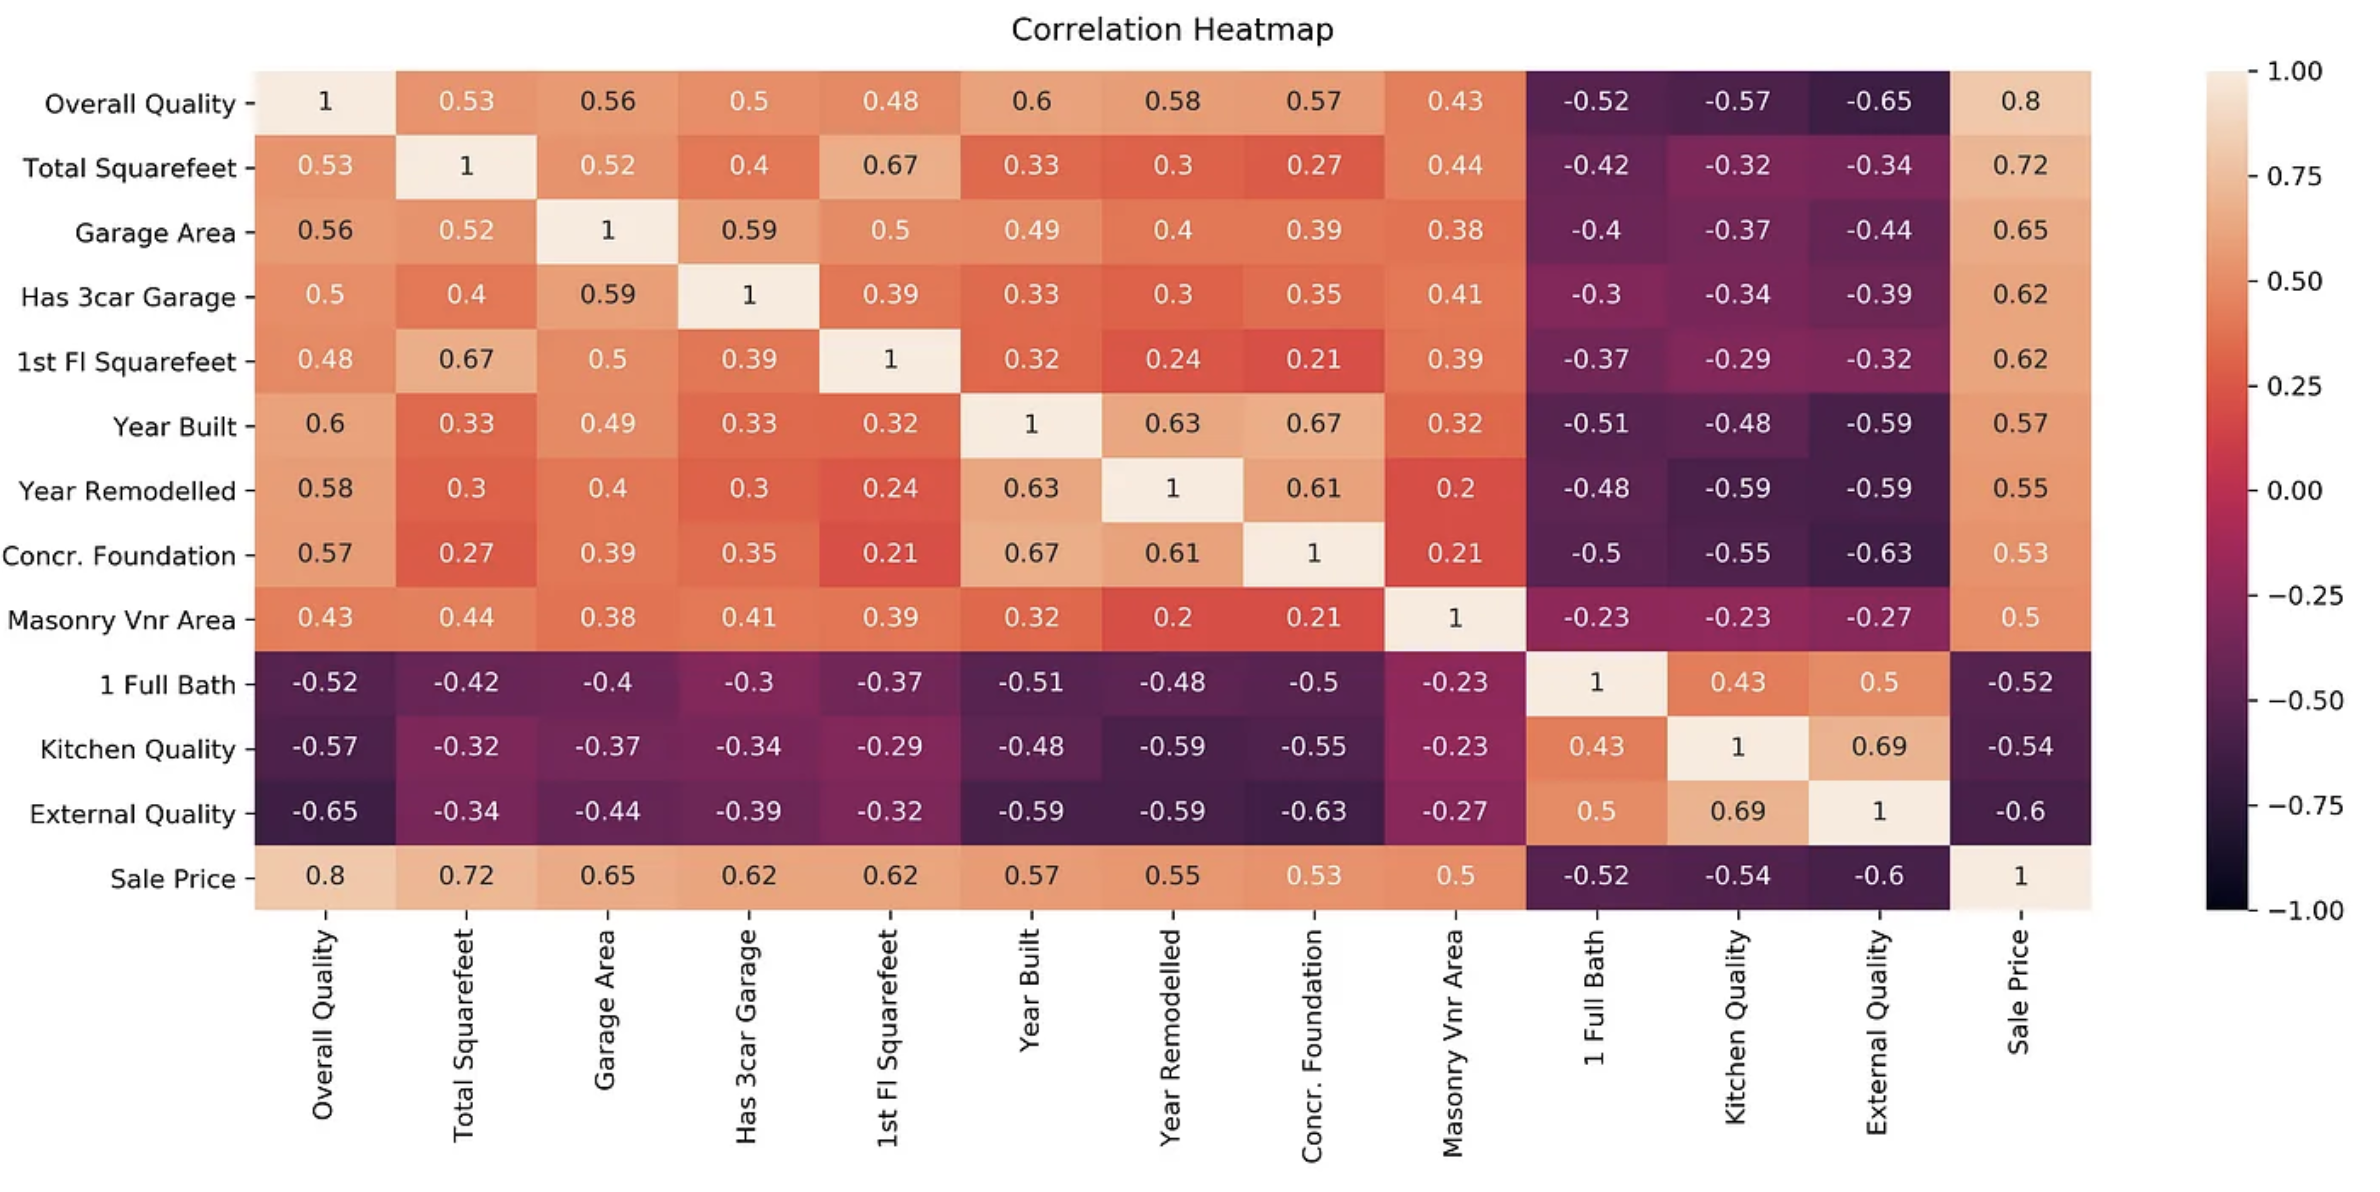 Correlation Heatmap
Overall Quality 1 0.53 0.56 0.5 0.48 0.6 0.58 0.57 0.43 -0.52 -0.57 -0.65 0.8
Total Squarefeet 0.53 1 0.52 0.4 0.67 0.33 0.3 0.27 0.44 -0.42 -0.32 -0.34 0.72
Garage Area 0.56 0.52 1 0.59 0.5 0.49 0.4 0.39 0.38 -0.4 -0.37 -0.44 0.65
Has 3car Garage 0.5 0.4 0.59 1 0.39 0.33 0.3 0.35 0.41 -0.3 -0.34 -0.39 0.62
1st Fl Squarefeet 0.48 0.67 0.5 0.39 1 0.32 0.24 0.21 0.39 -0.37 -0.29 -0.32 0.62
Year Built 0.6 0.33 0.49 0.33 0.32 1 0.63 0.67 0.32 -0.51 -0.48 -0.59 0.57
Year Remodelled 0.58 0.3 0.4 0.3 0.24 0.63 1 0.61 0.2 -0.48 -0.59 -0.59 0.55
Concr. Foundation 0.57 0.27 0.39 0.35 0.21 0.67 0.61 1 0.21 -0.5 -0.55 -0.63 0.53
Masonry Vnr Area 0.43 0.44 0.38 0.41 0.39 0.32 0.2 0.21 1 -0.23 -0.23 -0.27 0.5
1 Full Bath -0.52 -0.42 -0.4 -0.3 -0.37 -0.51 -0.48 -0.5 -0.23 1 0.43 0.5 -0.52
Kitchen Quality -0.57 -0.32 -0.37 -0.34 -0.29 -0.48 -0.59 -0.55 -0.23 0.43 1 0.69 -0.54
External Quality -0.65 -0.34 -0.44 -0.39 -0.32 -0.59 -0.59 -0.63 -0.27 0.5 0.69 1 -0.6
Sale Price 0.8 0.72 0.65 0.62 0.62 0.57 0.55 0.53 0.5 -0.52 -0.54 -0.6 1
Overall Quality
Total Squarefeet
Garage Area
Has 3car Garage
1st Fl Squarefeet
Year Built
Year Remodelled
Concr. Foundation
Masonry Vnr Area
1 Full Bath
Kitchen Quality
External Quality
Sale Price
1.00
0.75
0.50
0.25
0.00
−0.25
−0.50
−0.75
−1.00